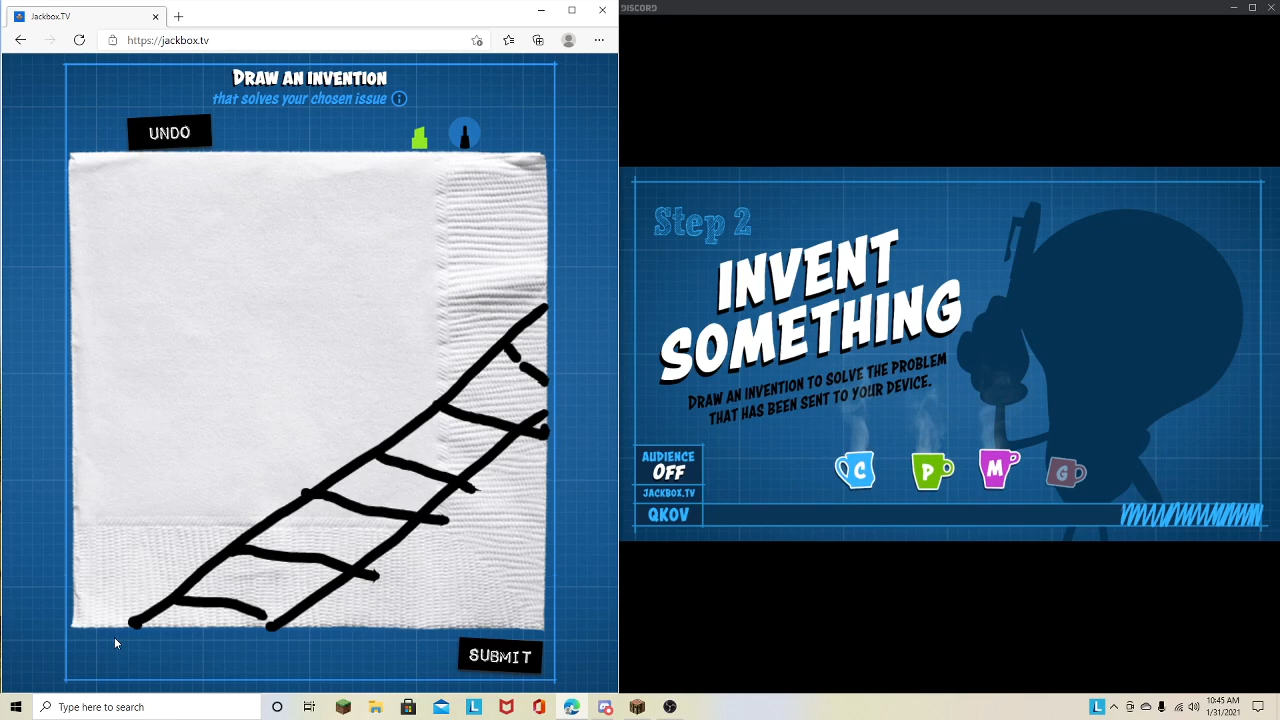 Jackbox.TV
https://jackbox.tv
DRAW AN INVENTION
that solves your chosen issue
UNDO
SUBMIT
DISCORD
Step 2
INVENT
SOMETHING
DRAW AN INVENTION TO SOLVE THE PROBLEM
THAT HAS BEEN SENT TO YOUR DEVICE.
C
P
M
G
AUDIENCE
OFF
JACKBOX.TV
QKOV
Type here to search
L
L
10:45 AM
1/31/2021